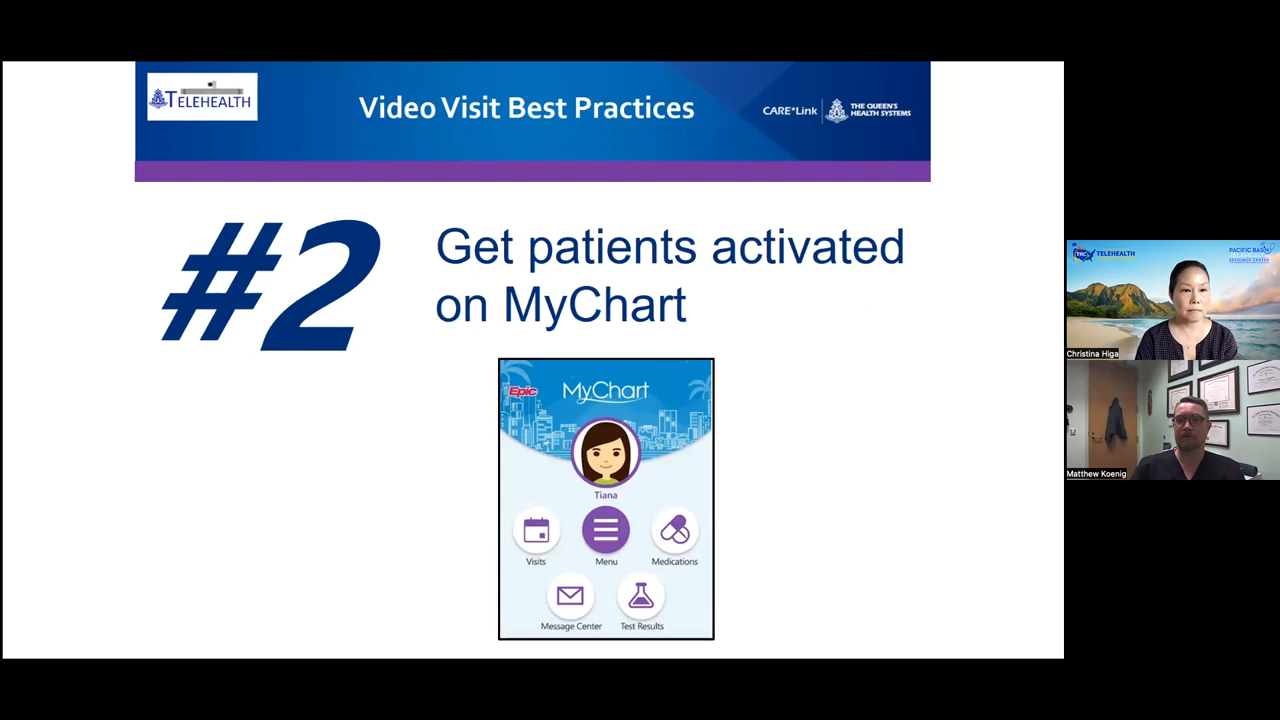 TELEHEALTH
Video Visit Best Practices
CARE*Link
THE QUEEN'S
HEALTH SYSTEMS
#2
Get patients activated
on MyChart
Epic
MyChart
Tiana
Visits
Menu
Medications
Message Center
Test Results
TRC
TELEHEALTH
PACIFIC BASIN
RESOURCE CENTER
Christina Higa
Matthew Koenig